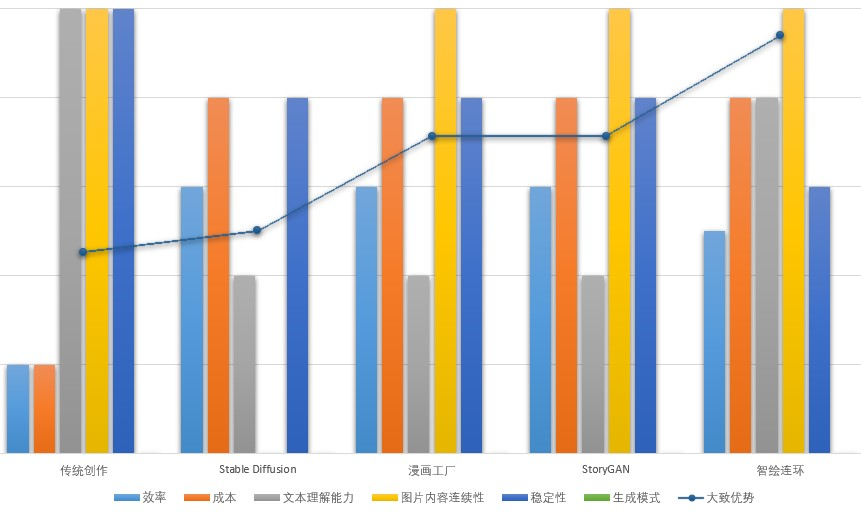 传统创作 Stable Diffusion 漫画工厂 StoryGAN 智绘连环
效率 成本 文本理解能力 图片内容连续性 稳定性 生成模式 大致优势